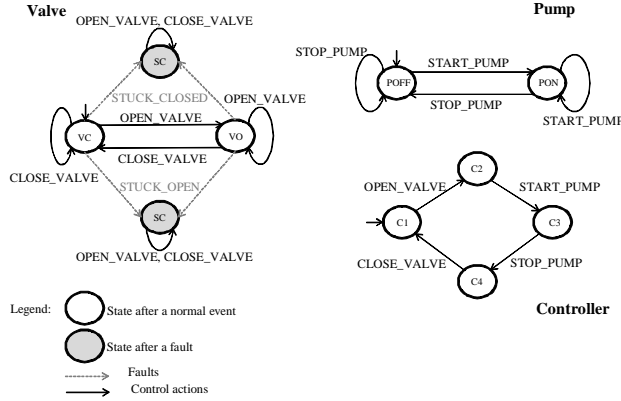 Valve
OPEN_VALVE, CLOSE_VALVE
SC
STUCK_CLOSED
OPEN_VALVE
OPEN_VALVE
VC
VO
CLOSE_VALVE
CLOSE_VALVE
STUCK_OPEN
SC
OPEN_VALVE, CLOSE_VALVE
Pump
STOP_PUMP
START_PUMP
POFF
PON
STOP_PUMP
START_PUMP
C2
OPEN_VALVE
START_PUMP
C1
C3
CLOSE_VALVE
STOP_PUMP
C4
Controller
Legend:
State after a normal event
State after a fault
Faults
Control actions